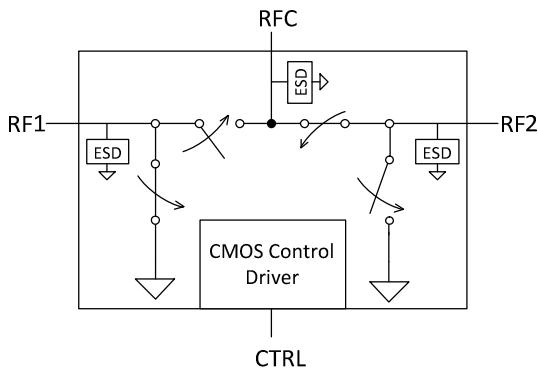 RFC
ESD
RF1
RF2
ESD
ESD
CMOS Control
Driver
CTRL